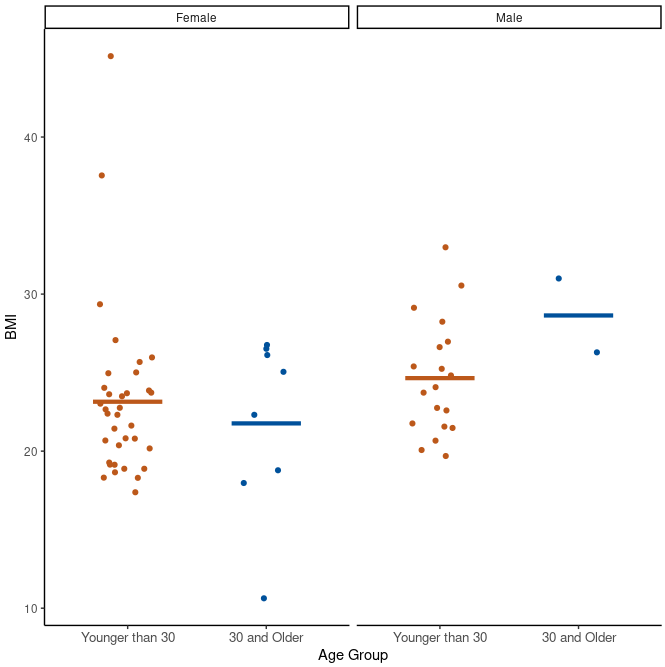 Female
Male
BMI
40
30
20
10
Younger than 30
30 and Older
Younger than 30
30 and Older
Age Group